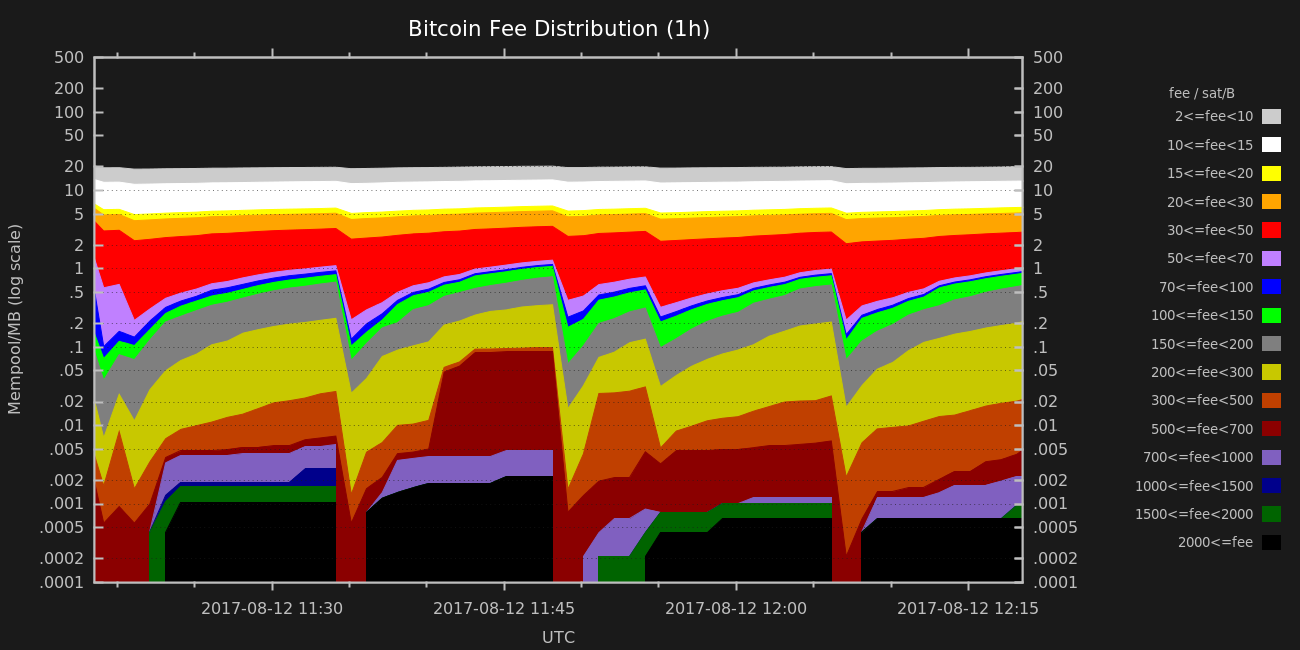 Bitcoin Fee Distribution (1h)
500
200
100
50
20
10
5
2
1
.5
.2
.1
.05
.02
.01
.005
.002
.001
.0005
.0002
.0001
Mempool/MB (log scale)
500
200
100
50
20
10
5
2
1
.5
.2
.1
.05
.02
.01
.005
.002
.001
.0005
.0002
.0001
2017-08-12 11:30 2017-08-12 11:45 2017-08-12 12:00 2017-08-12 12:15
UTC
fee / sat/B
2<=fee<10
10<=fee<15
15<=fee<20
20<=fee<30
30<=fee<50
50<=fee<70
70<=fee<100
100<=fee<150
150<=fee<200
200<=fee<300
300<=fee<500
500<=fee<700
700<=fee<1000
1000<=fee<1500
1500<=fee<2000
2000<=fee